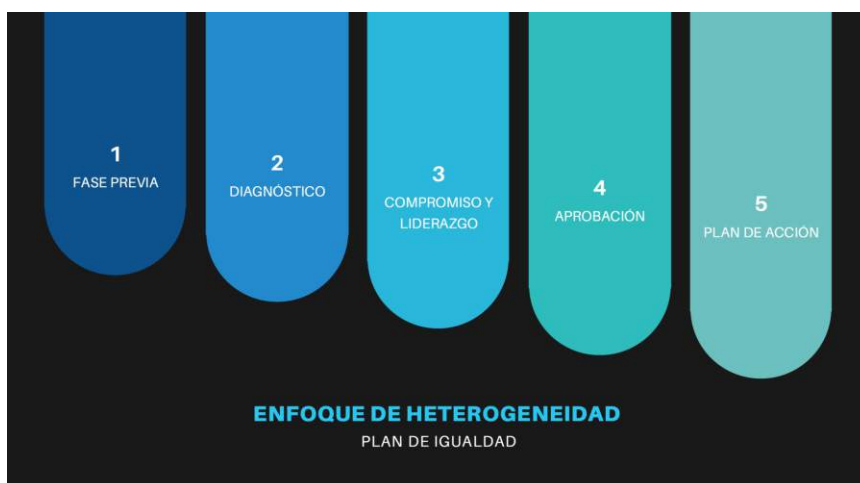 1
FASE PREVIA
2
DIAGNÓSTICO
3
COMPROMISO Y
LIDERAZGO
4
APROBACIÓN
5
PLAN DE ACCIÓN
ENFOQUE DE HETEROGENEIDAD
PLAN DE IGUALDAD